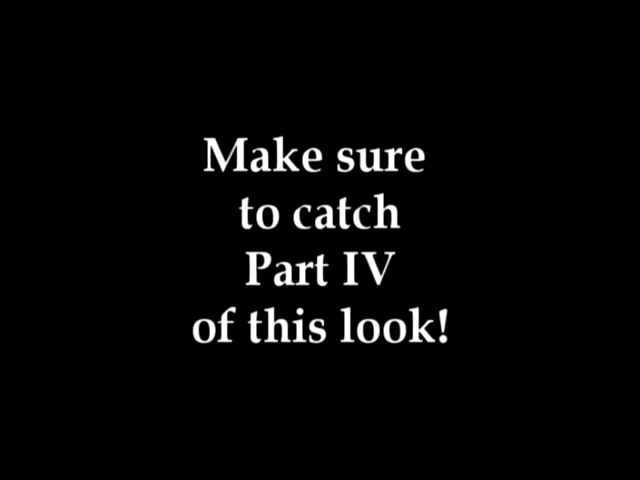 Make sure
to catch
Part IV
of this look!